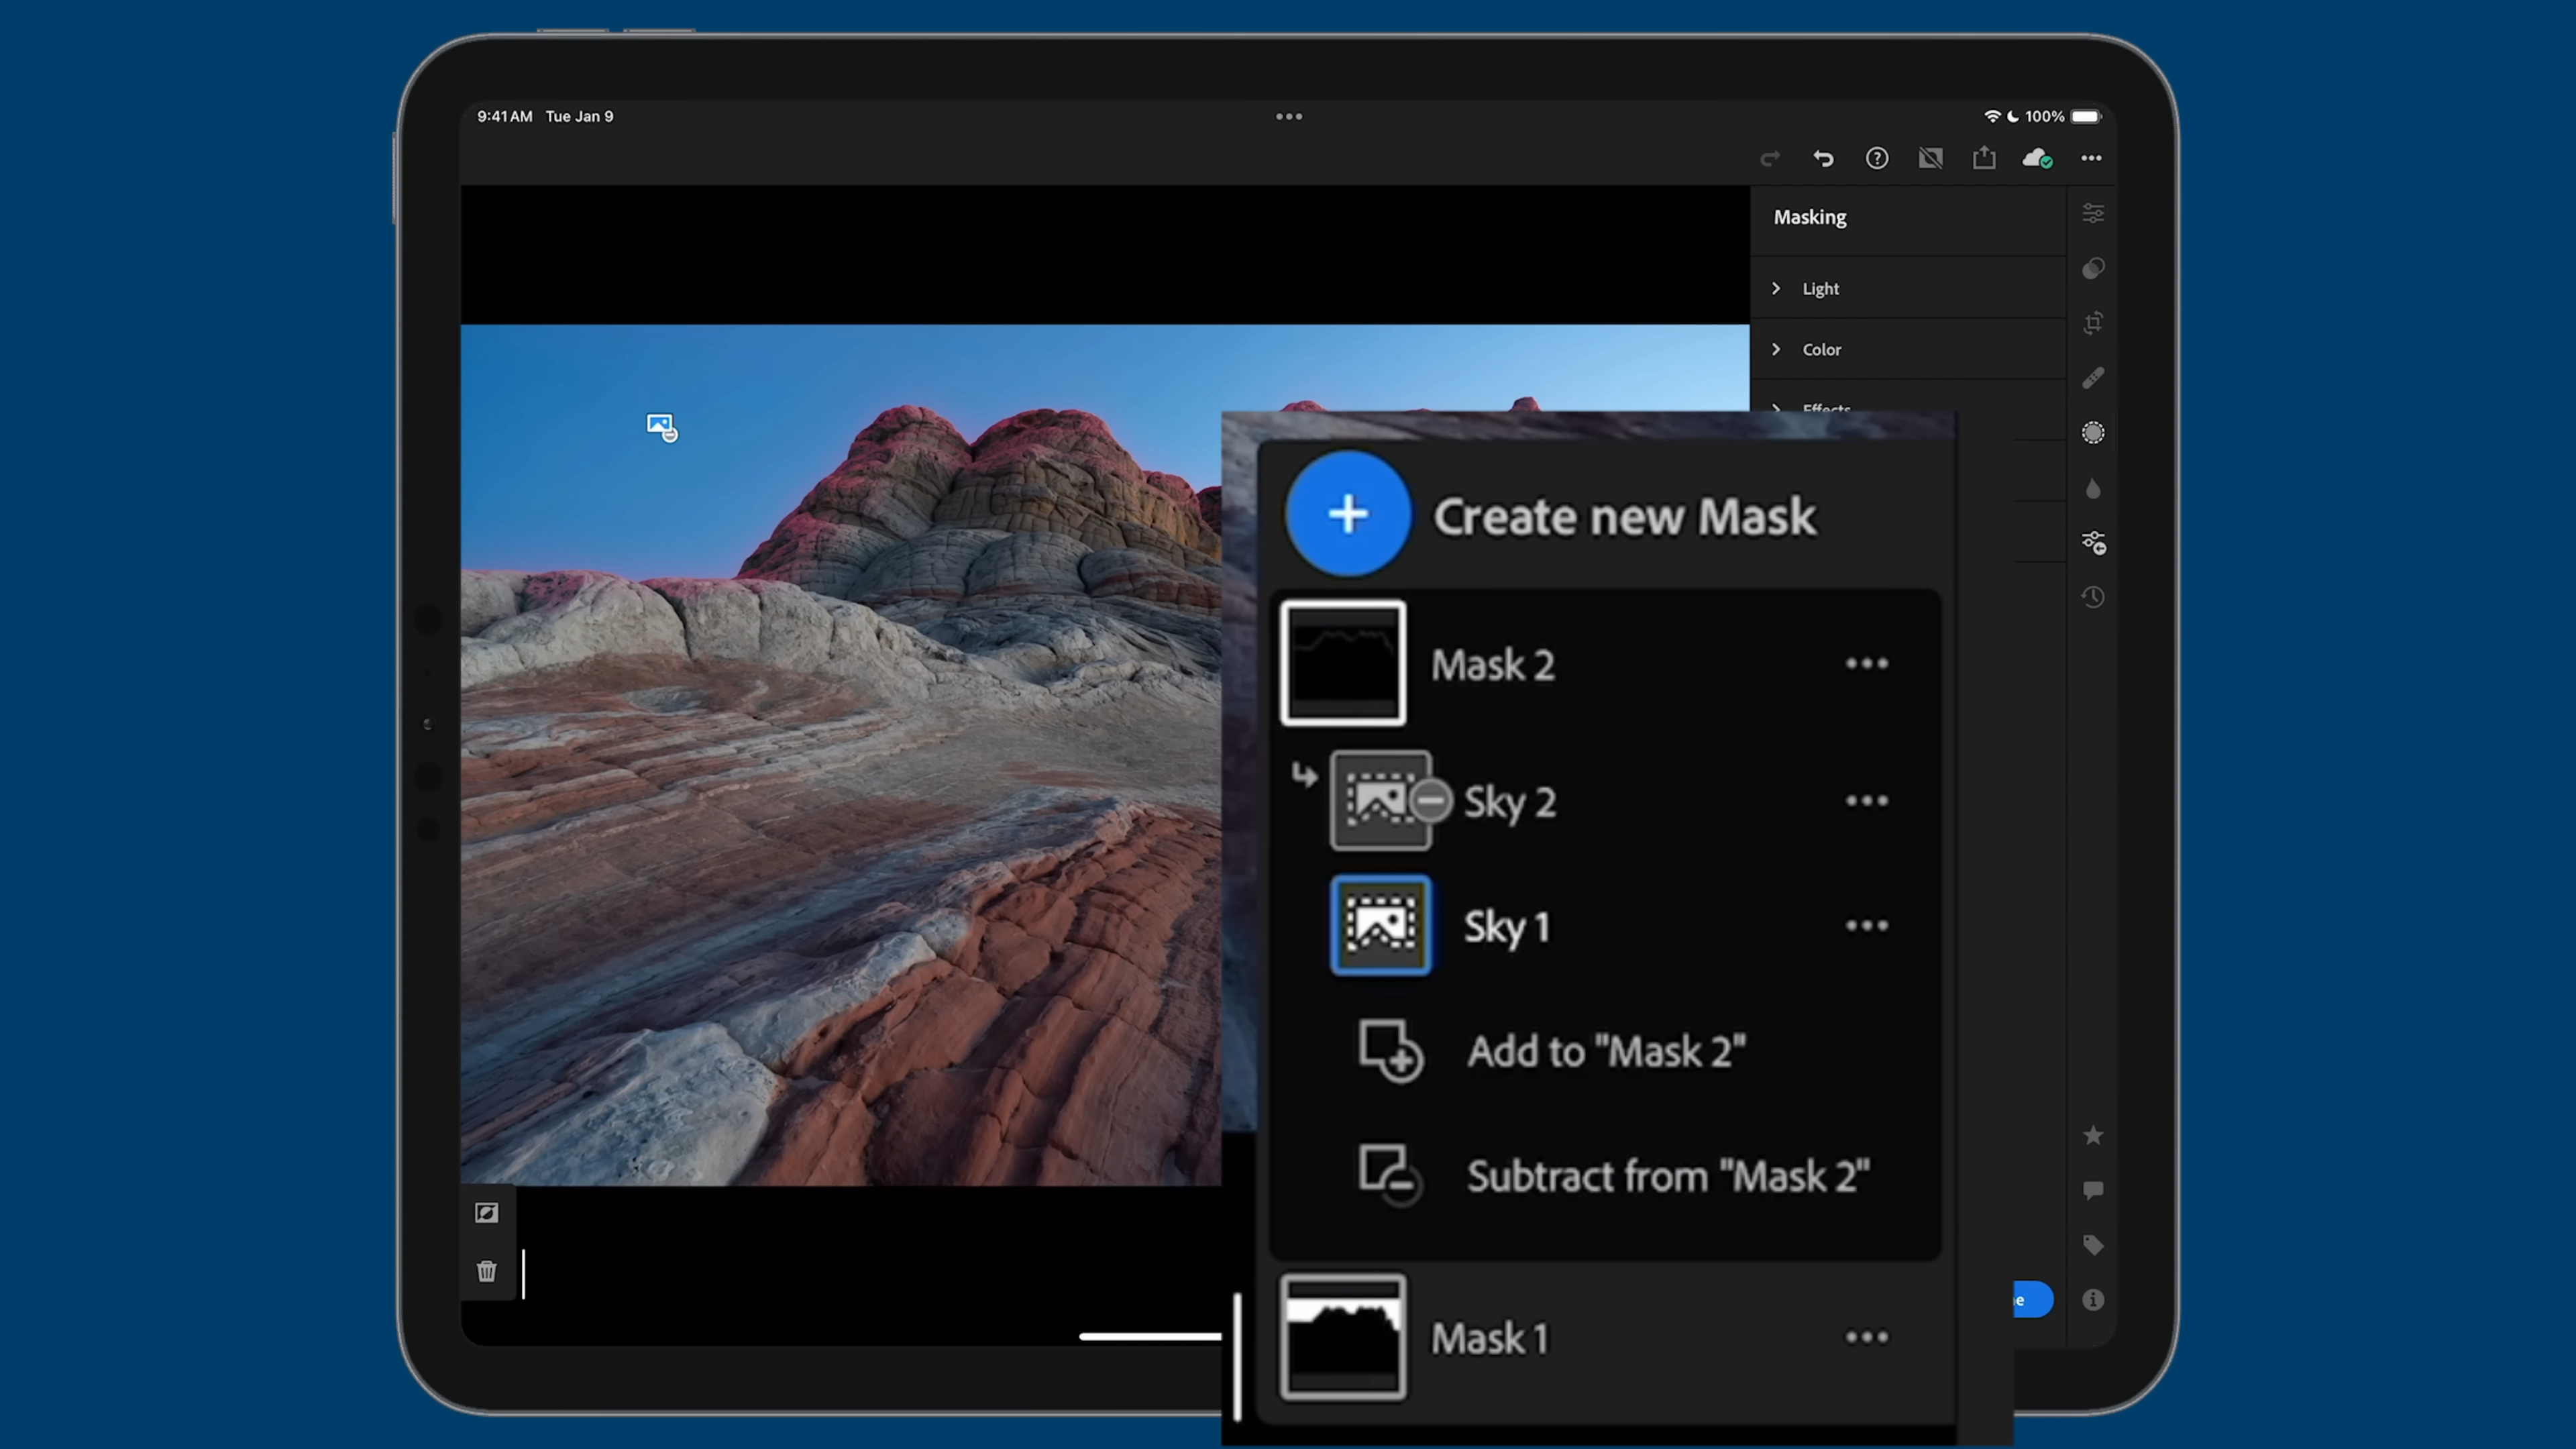 9:41 AM Tue Jan 9
100%
Masking
Light
Color
Effects
Create new Mask
Mask 2
Sky 2
Sky 1
Add to "Mask 2"
Subtract from "Mask 2"
Mask 1